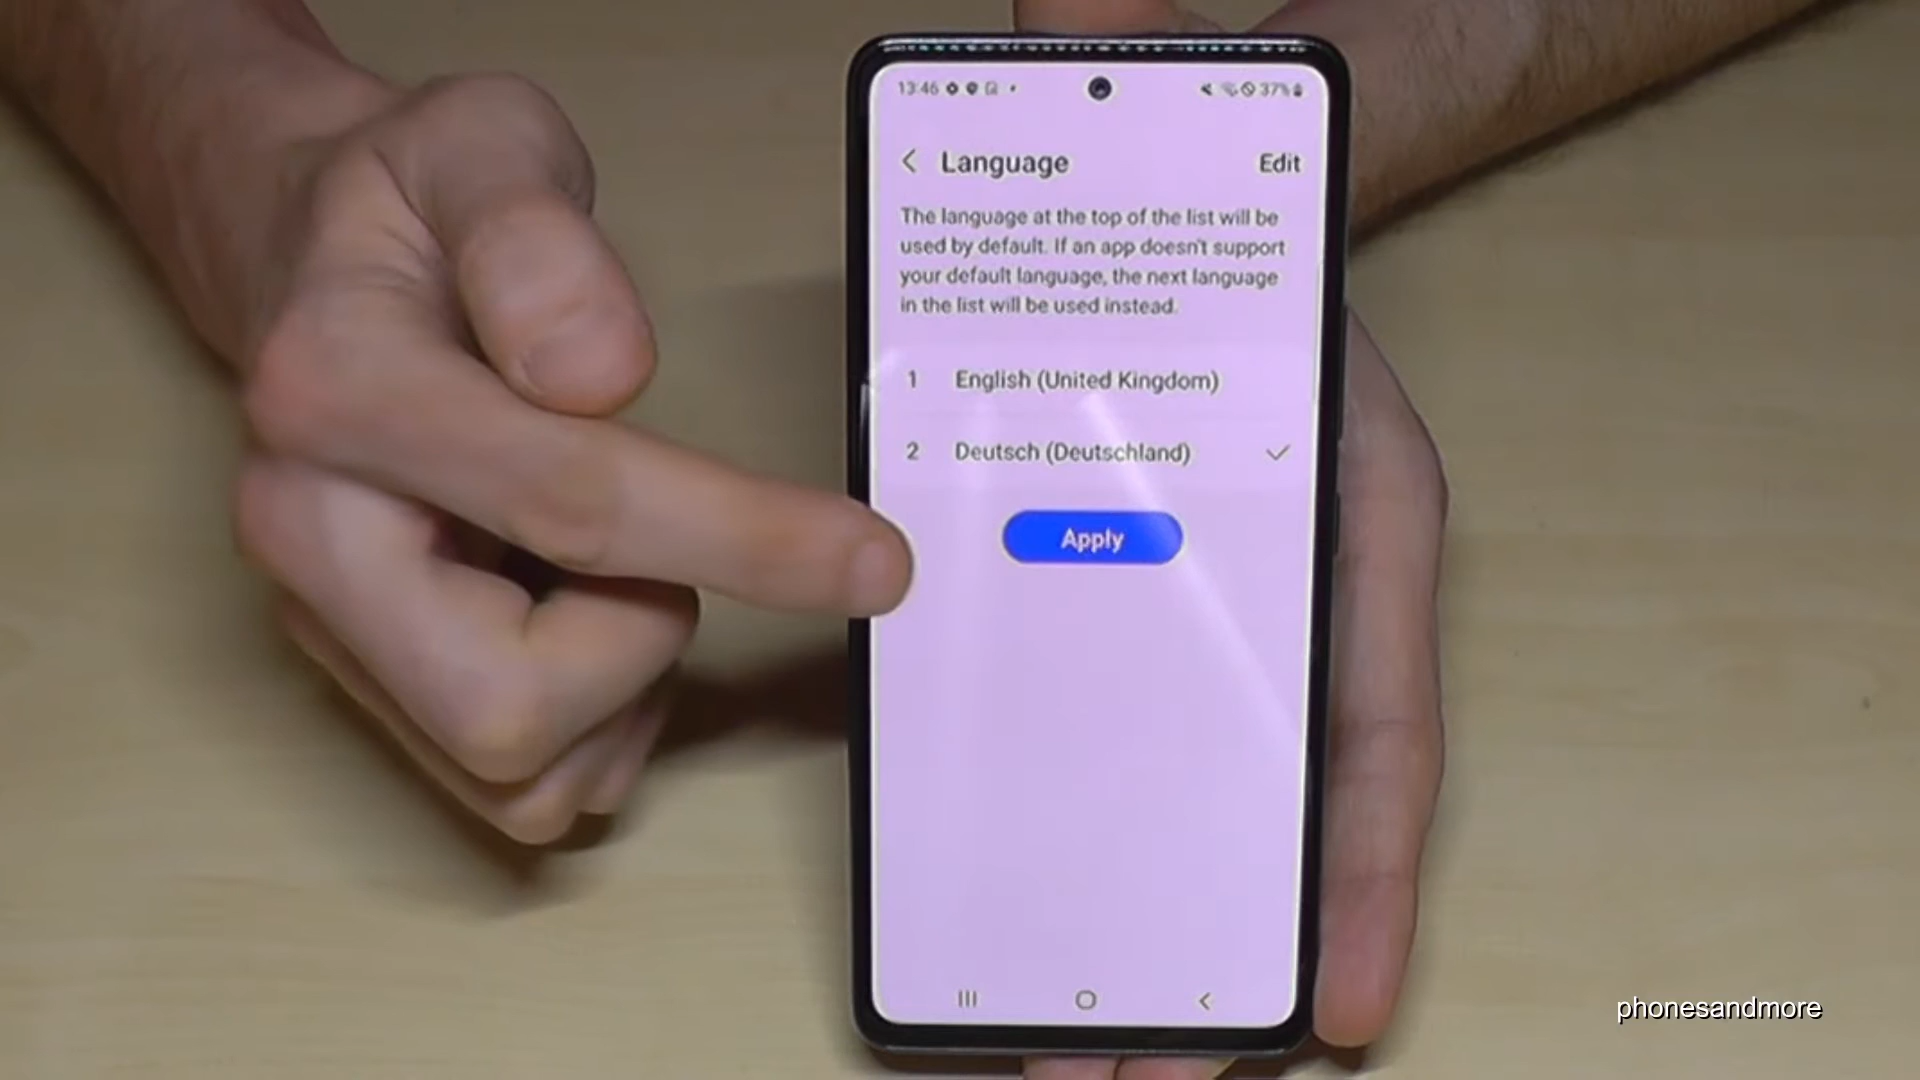 13:46
37%
Language
Edit
The language at the top of the list will be
used by default. If an app doesn't support
your default language, the next language
in the list will be used instead.
1 English (United Kingdom)
2 Deutsch (Deutschland)
Apply
phonesandmore